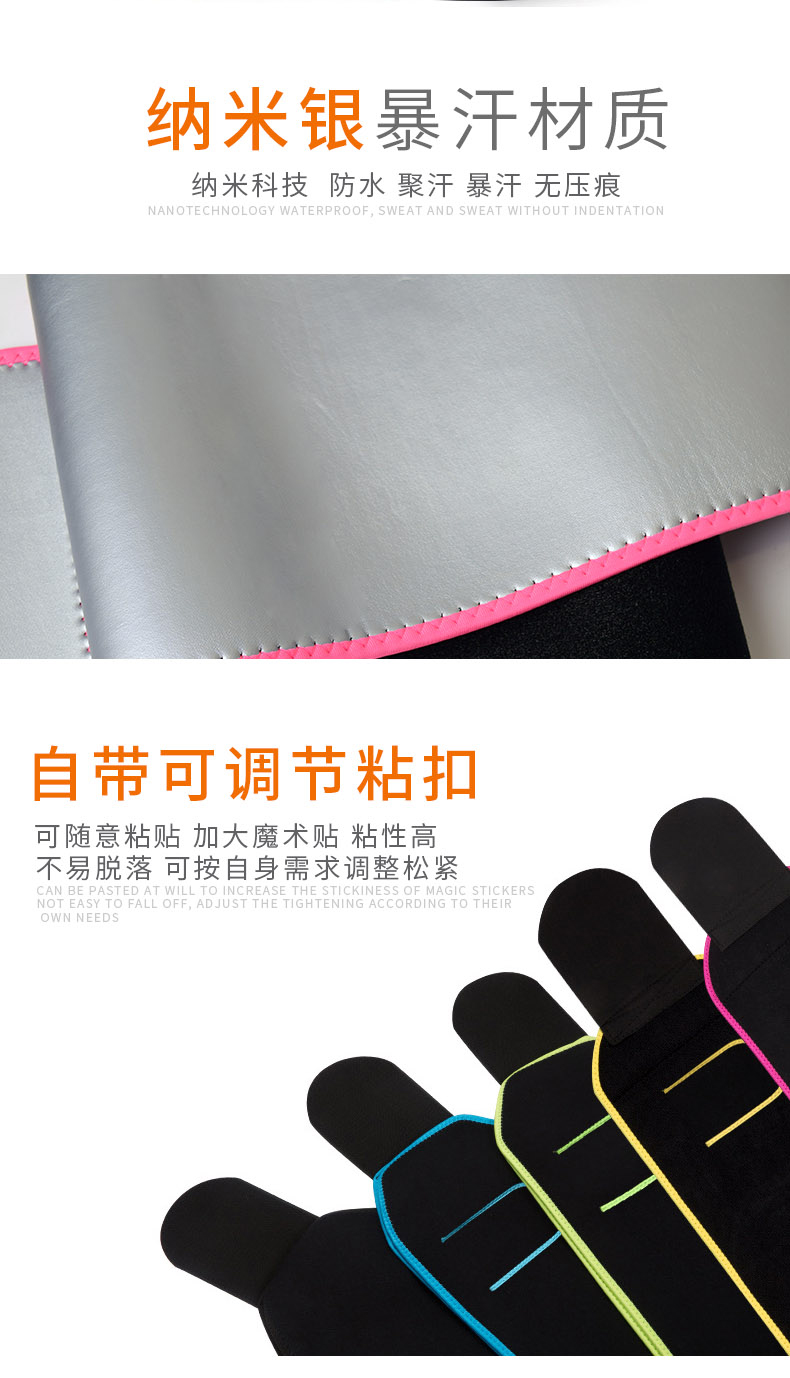 纳米银暴汗材质
纳米科技 防水 聚汗 暴汗 无压痕
NANOTECHNOLOGY WATERPROOF, SWEAT AND SWEAT WITHOUT INDENTATION
自带可调节粘扣
可随意粘贴 加大魔术贴 粘性高
不易脱落 可按自身需求调整松紧
CAN BE PASTED AT WILL TO INCREASE THE STICKINESS OF MAGIC STICKERS
NOT EASY TO FALL OFF, ADJUST THE TIGHTENING ACCORDING TO THEIR
OWN NEEDS